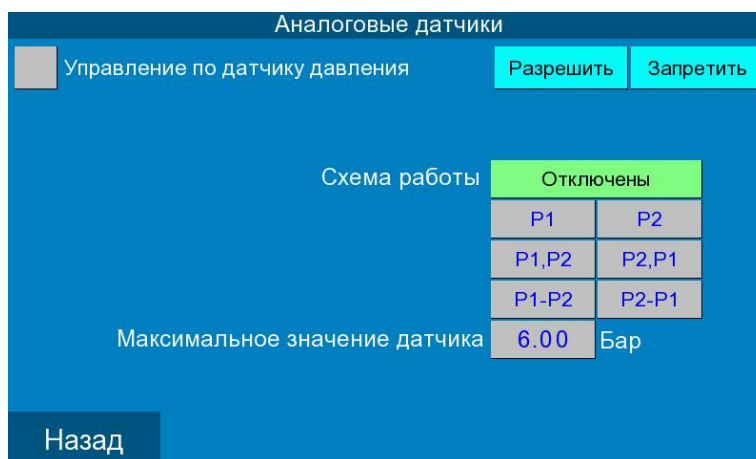 Аналоговые датчики
Управление по датчику давления Разрешить Запретить
Схема работы Отключены
P1 P2
P1,P2 P2,P1
P1-P2 P2-P1
Максимальное значение датчика 6.00 Бар
Назад